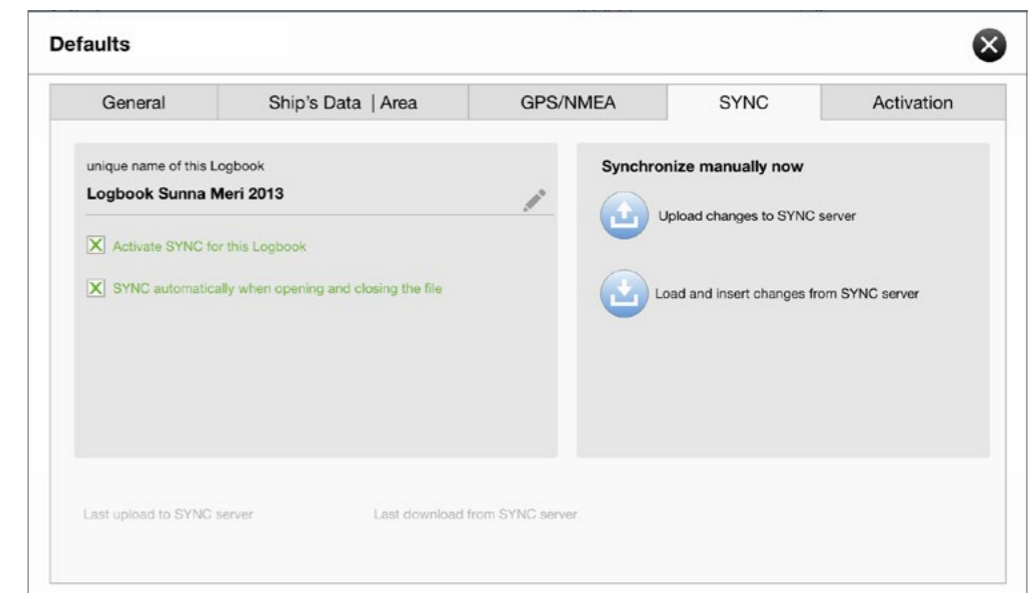 Defaults
General
Ship's Data | Area
GPS/NMEA
SYNC
Activation
unique name of this Logbook
Logbook Sunna Meri 2013
Activate SYNC for this Logbook
SYNC automatically when opening and closing the file
Synchronize manually now
Upload changes to SYNC server
Load and insert changes from SYNC server
Last upload to SYNC server
Last download from SYNC server